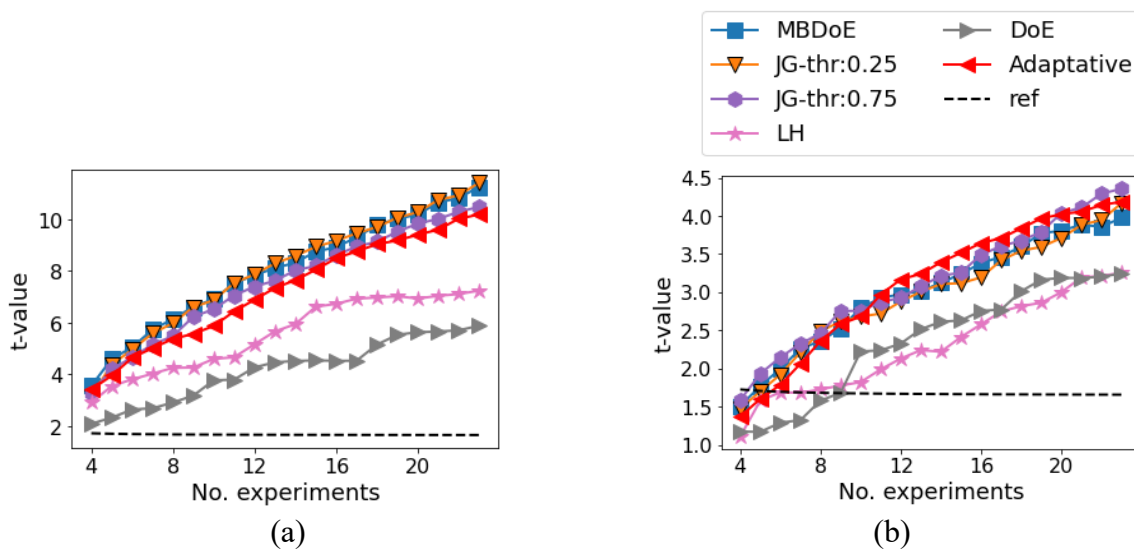 MBDoE
JG-thr:0.25
JG-thr:0.75
LH
DoE
Adaptative
ref
10
8
6
4
2
t-value
4 8 12 16 20
No. experiments
(a)
4.5
4.0
3.5
3.0
2.5
2.0
1.5
1.0
t-value
4 8 12 16 20
No. experiments
(b)